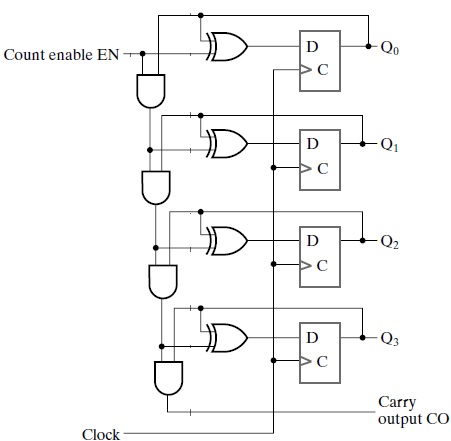 D
Q0
Count enable EN
C
D
Q1
C
D
Q2
C
D
Q3
C
Carry
output CO
Clock